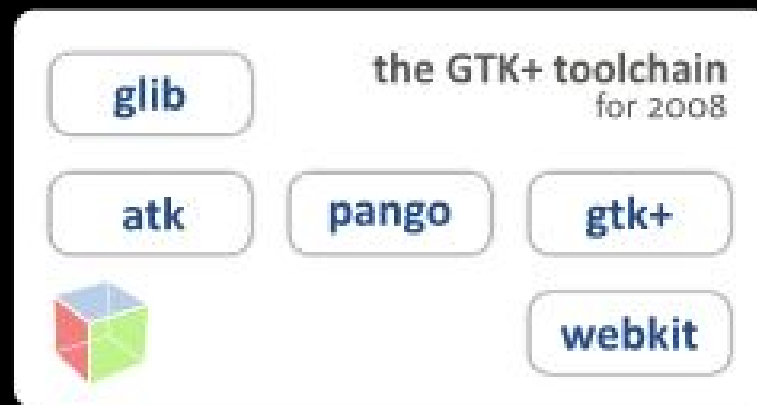 glib
the GTK+ toolchain
for 2008
atk
pango
gtk+
webkit